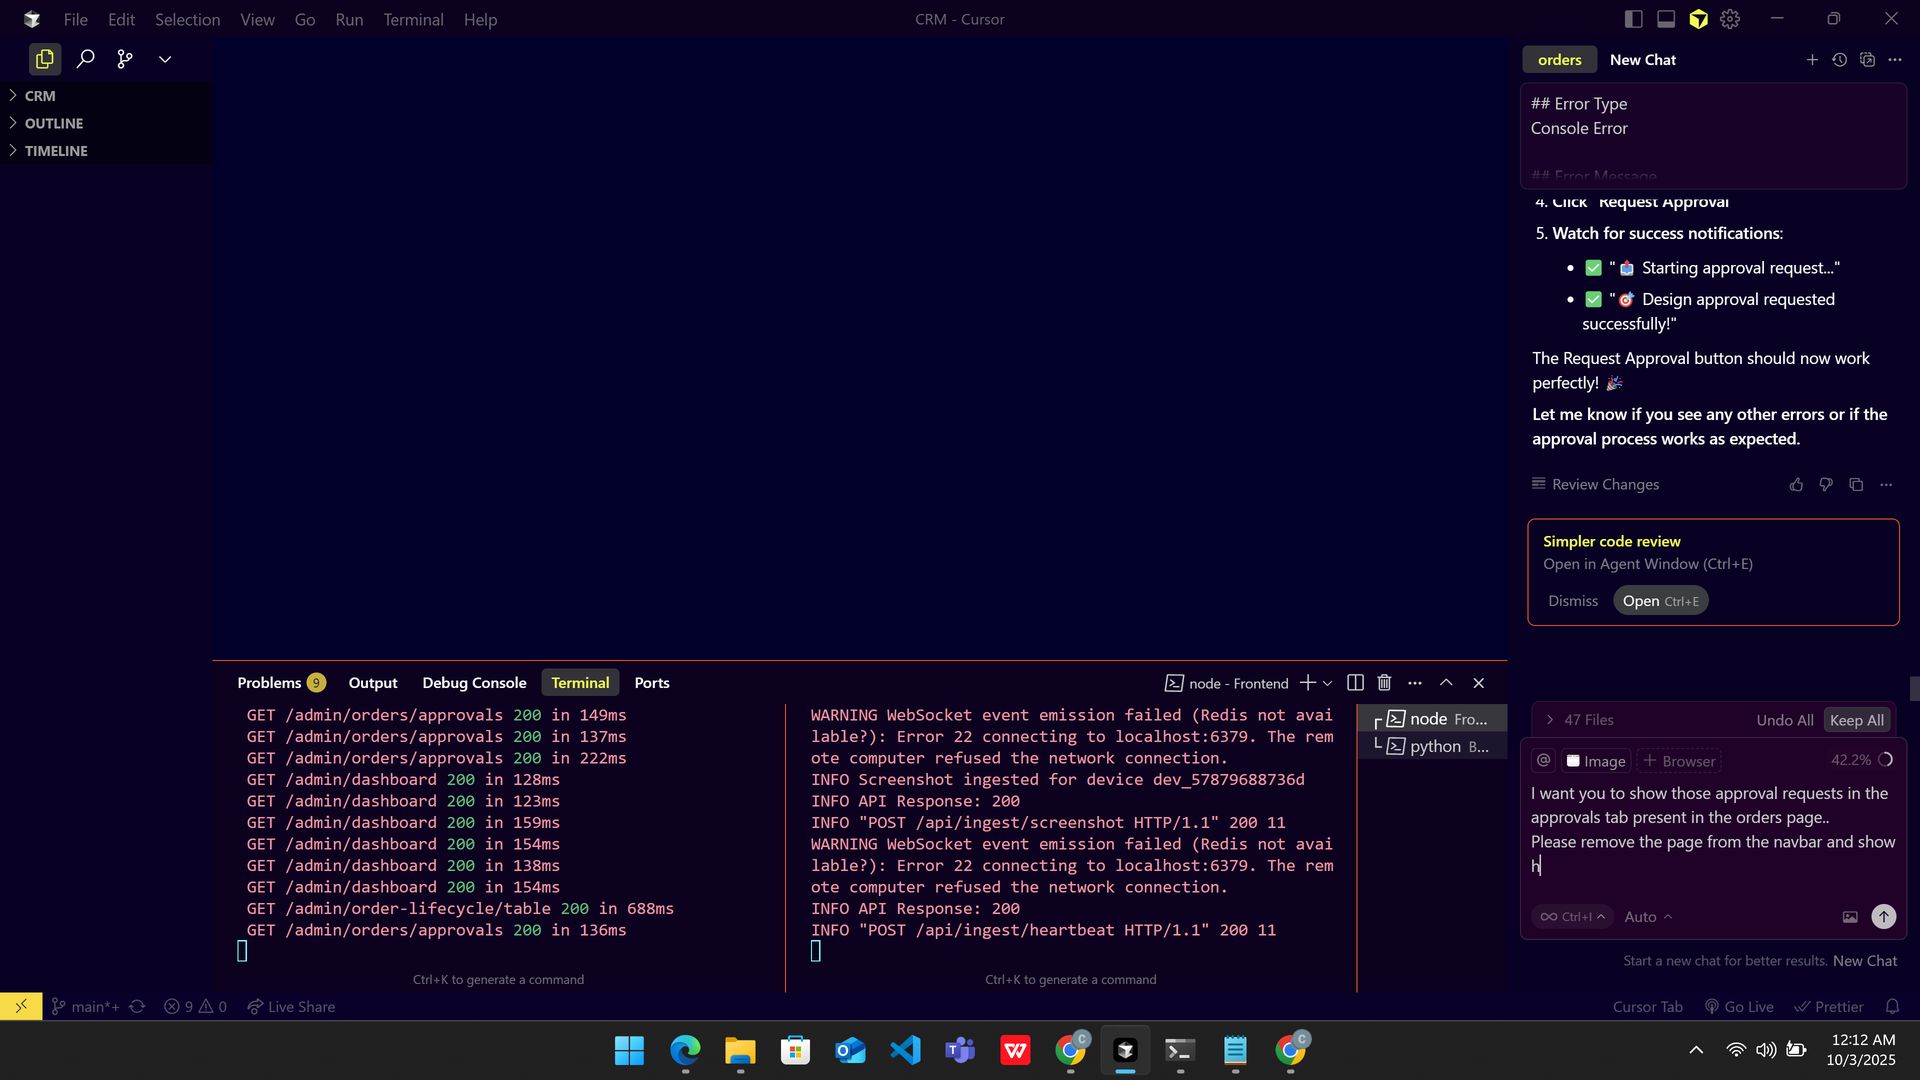 File Edit Selection View Go Run Terminal Help
CRM - Cursor
CRM
OUTLINE
TIMELINE
orders New Chat
## Error Type
Console Error
## Error Message
4. Click "Request Approval"
5. Watch for success notifications:
• ✅ "📤 Starting approval request..."
• ✅ "🎯 Design approval requested
successfully!"
The Request Approval button should now work
perfectly! 🎉
Let me know if you see any other errors or if the
approval process works as expected.
Review Changes
Simpler code review
Open in Agent Window (Ctrl+E)
Dismiss Open Ctrl+E
47 Files Undo All Keep All
@ Image + Browser 42.2%
I want you to show those approval requests in the
approvals tab present in the orders page..
Please remove the page from the navbar and show
h
∞ Ctrl+I Auto
Start a new chat for better results. New Chat
Problems 9 Output Debug Console Terminal Ports
node - Frontend
GET /admin/orders/approvals 200 in 149ms
GET /admin/orders/approvals 200 in 137ms
GET /admin/orders/approvals 200 in 222ms
GET /admin/dashboard 200 in 128ms
GET /admin/dashboard 200 in 123ms
GET /admin/dashboard 200 in 159ms
GET /admin/dashboard 200 in 154ms
GET /admin/dashboard 200 in 138ms
GET /admin/dashboard 200 in 154ms
GET /admin/order-lifecycle/table 200 in 688ms
GET /admin/orders/approvals 200 in 136ms
Ctrl+K to generate a command
WARNING WebSocket event emission failed (Redis not avai
lable?): Error 22 connecting to localhost:6379. The rem
ote computer refused the network connection.
INFO Screenshot ingested for device dev_57879688736d
INFO API Response: 200
INFO "POST /api/ingest/screenshot HTTP/1.1" 200 11
WARNING WebSocket event emission failed (Redis not avai
lable?): Error 22 connecting to localhost:6379. The rem
ote computer refused the network connection.
INFO API Response: 200
INFO "POST /api/ingest/heartbeat HTTP/1.1" 200 11
Ctrl+K to generate a command
node Fro...
python B...
main*+ 9 0 Live Share
Cursor Tab Go Live Prettier
12:12 AM
10/3/2025